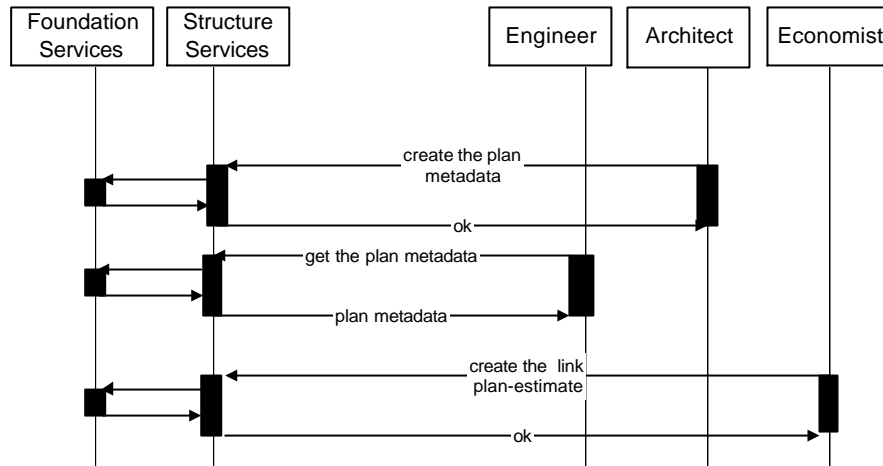 Foundation
Services
Structure
Services
Engineer
Architect
Economist
create the plan
metadata
ok
get the plan metadata
plan metadata
create the link
plan-estimate
ok